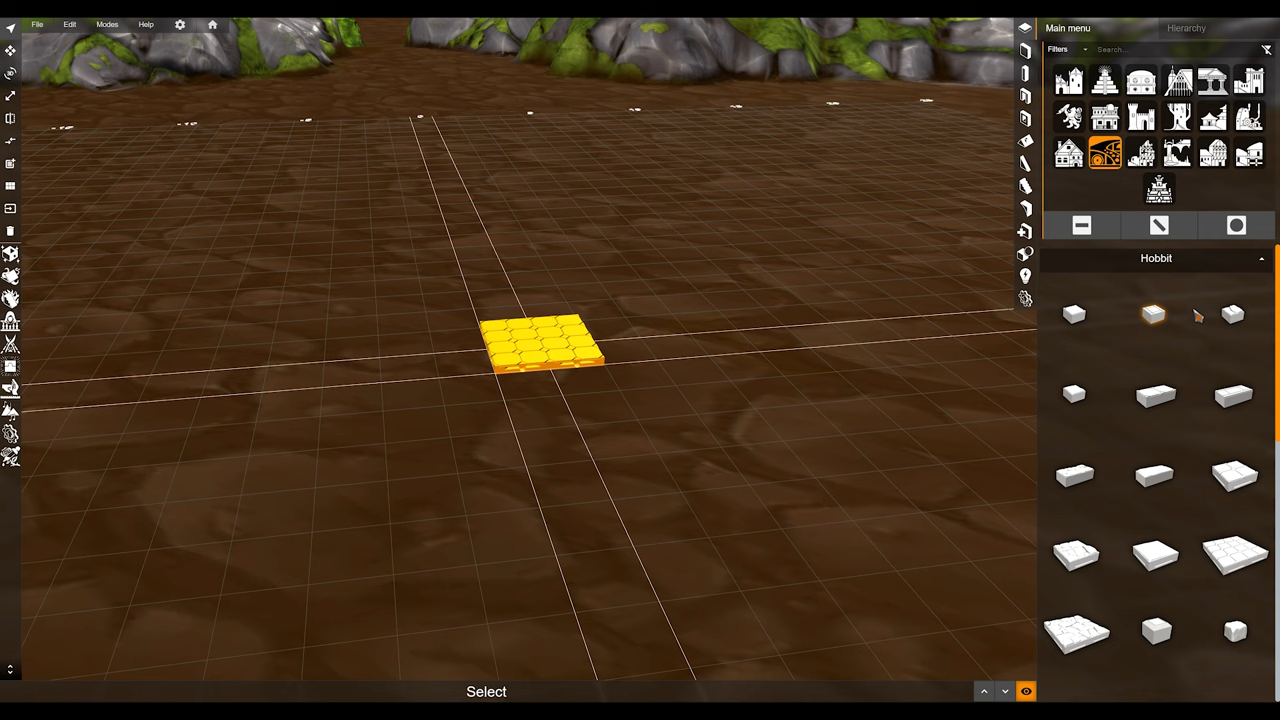 File Edit Modes Help
Main menu Hierarchy
Filters Search...
Hobbit
Select